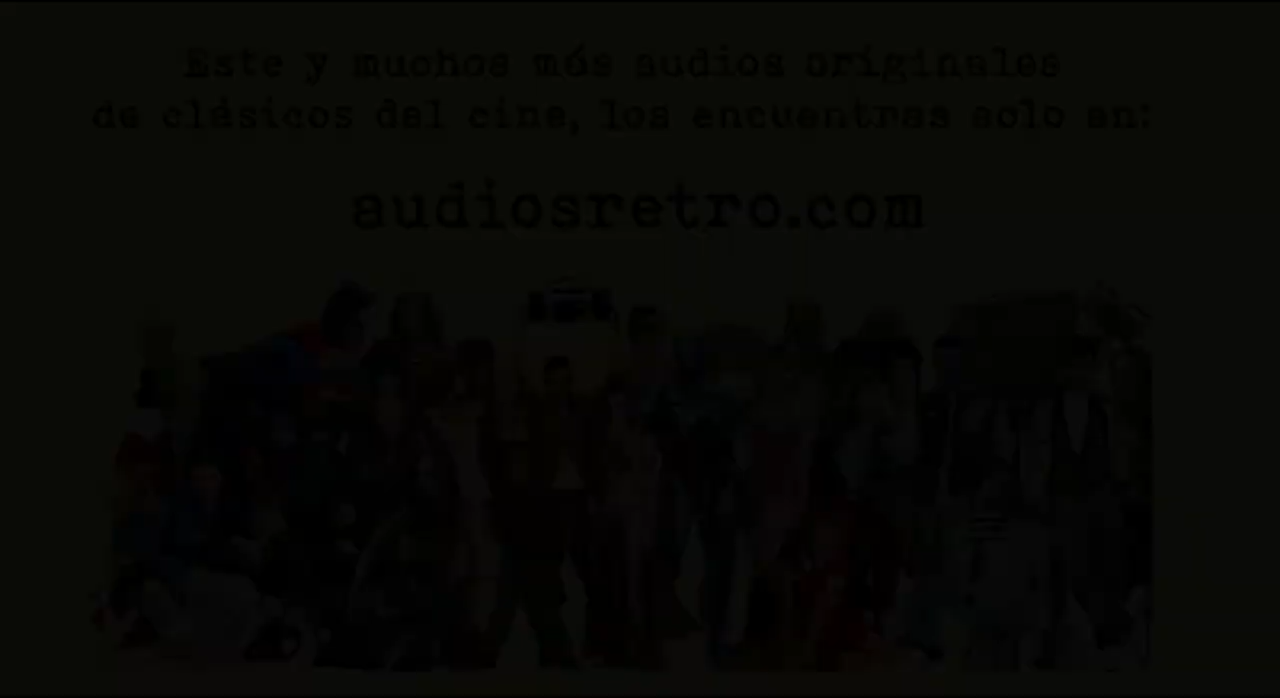 Este y muchos más audios originales
de clásicos del cine, los encuentras solo en:
audiosretro.com